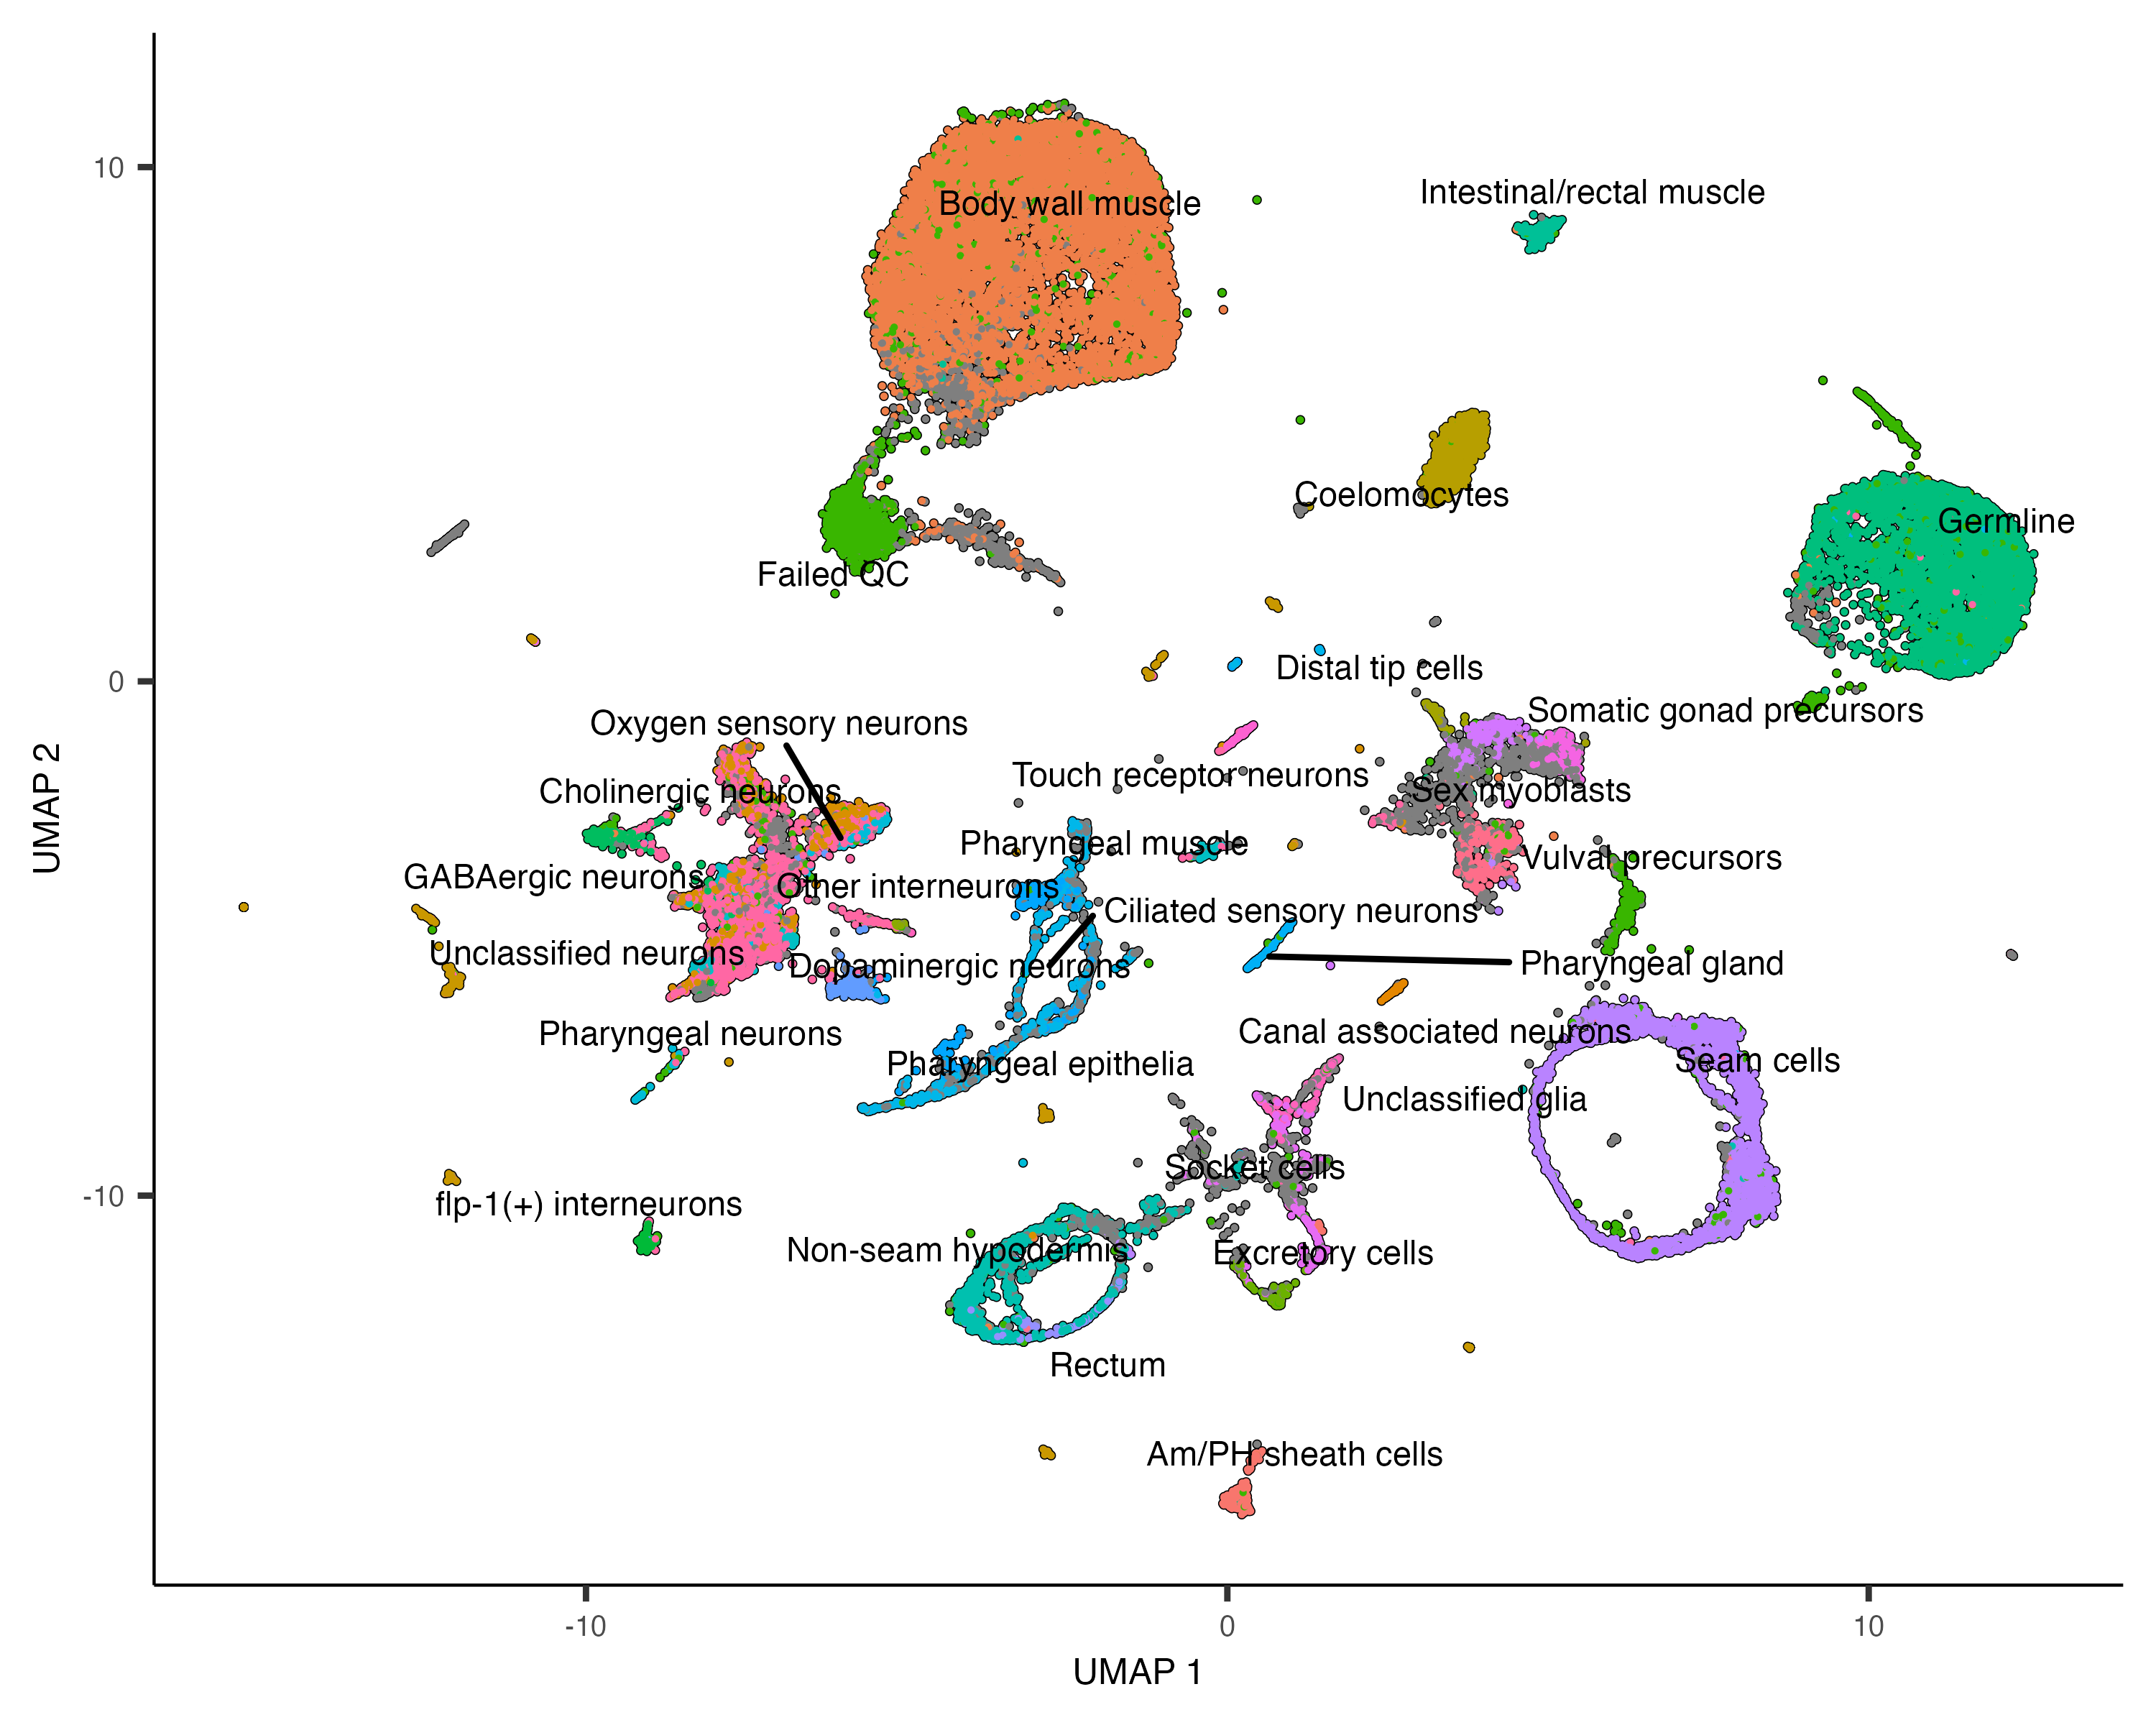 10
Body wall muscle
Intestinal/rectal muscle
Coelomocytes
Germline
Failed QC
0
Distal tip cells
Somatic gonad precursors
Oxygen sensory neurons
Touch receptor neurons
Cholinergic neurons
Sex myoblasts
Pharyngeal muscle
Vulval precursors
GABAergic neurons
Other interneurons
Ciliated sensory neurons
Unclassified neurons
Dopaminergic neurons
Pharyngeal gland
Pharyngeal neurons
Canal associated neurons
Pharyngeal epithelia
Seam cells
Unclassified glia
Socket cells
-10
flp-1(+) interneurons
Non-seam hypodermis
Excretory cells
Rectum
Am/PH sheath cells
-10
0
10
UMAP 1
UMAP 2